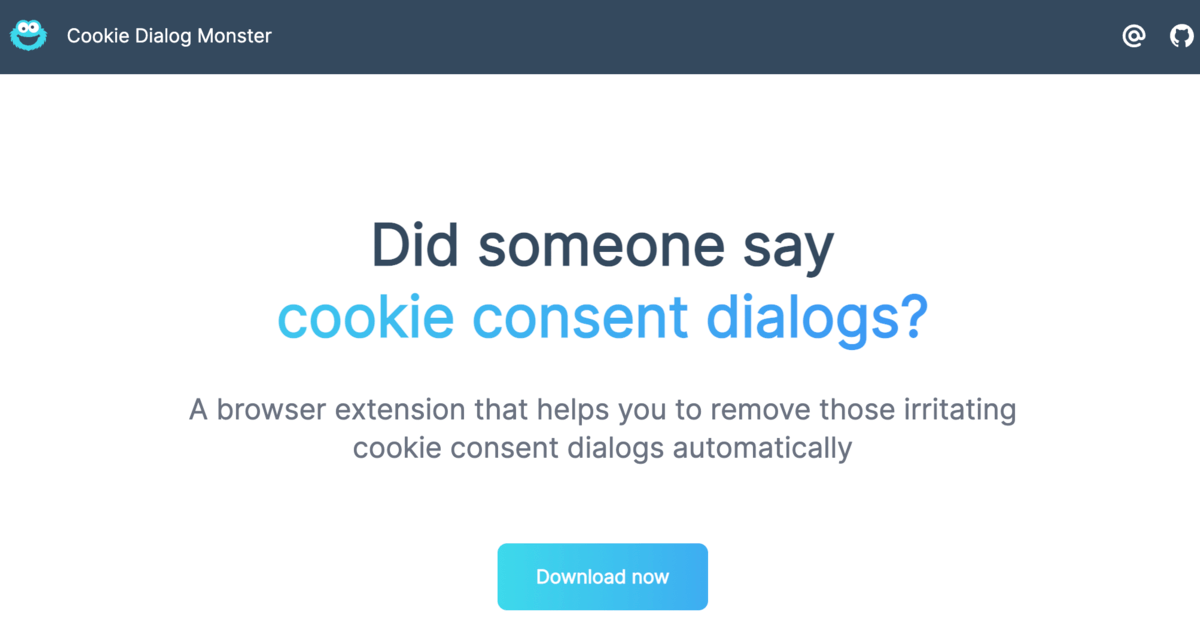 Cookie Dialog Monster
Did someone say
cookie consent dialogs?
A browser extension that helps you to remove those irritating
cookie consent dialogs automatically
Download now